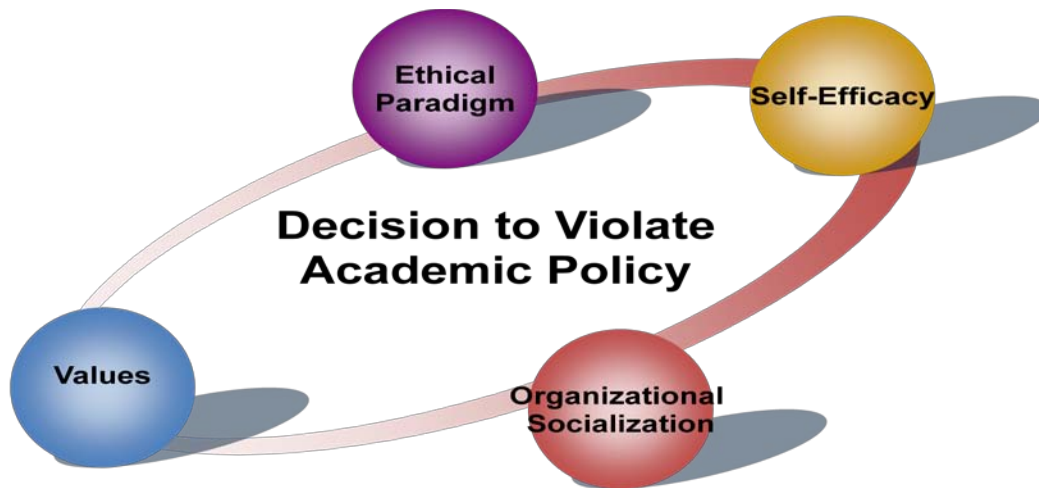 Ethical
Paradigm
Self-Efficacy
Decision to Violate
Academic Policy
Values
Organizational
Socialization